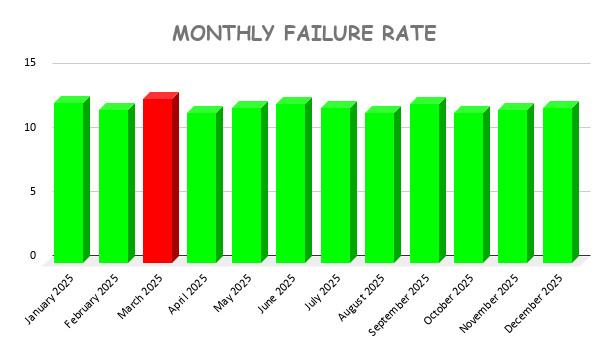 MONTHLY FAILURE RATE
15
10
5
0
January 2025
February 2025
March 2025
April 2025
May 2025
June 2025
July 2025
August 2025
September 2025
October 2025
November 2025
December 2025